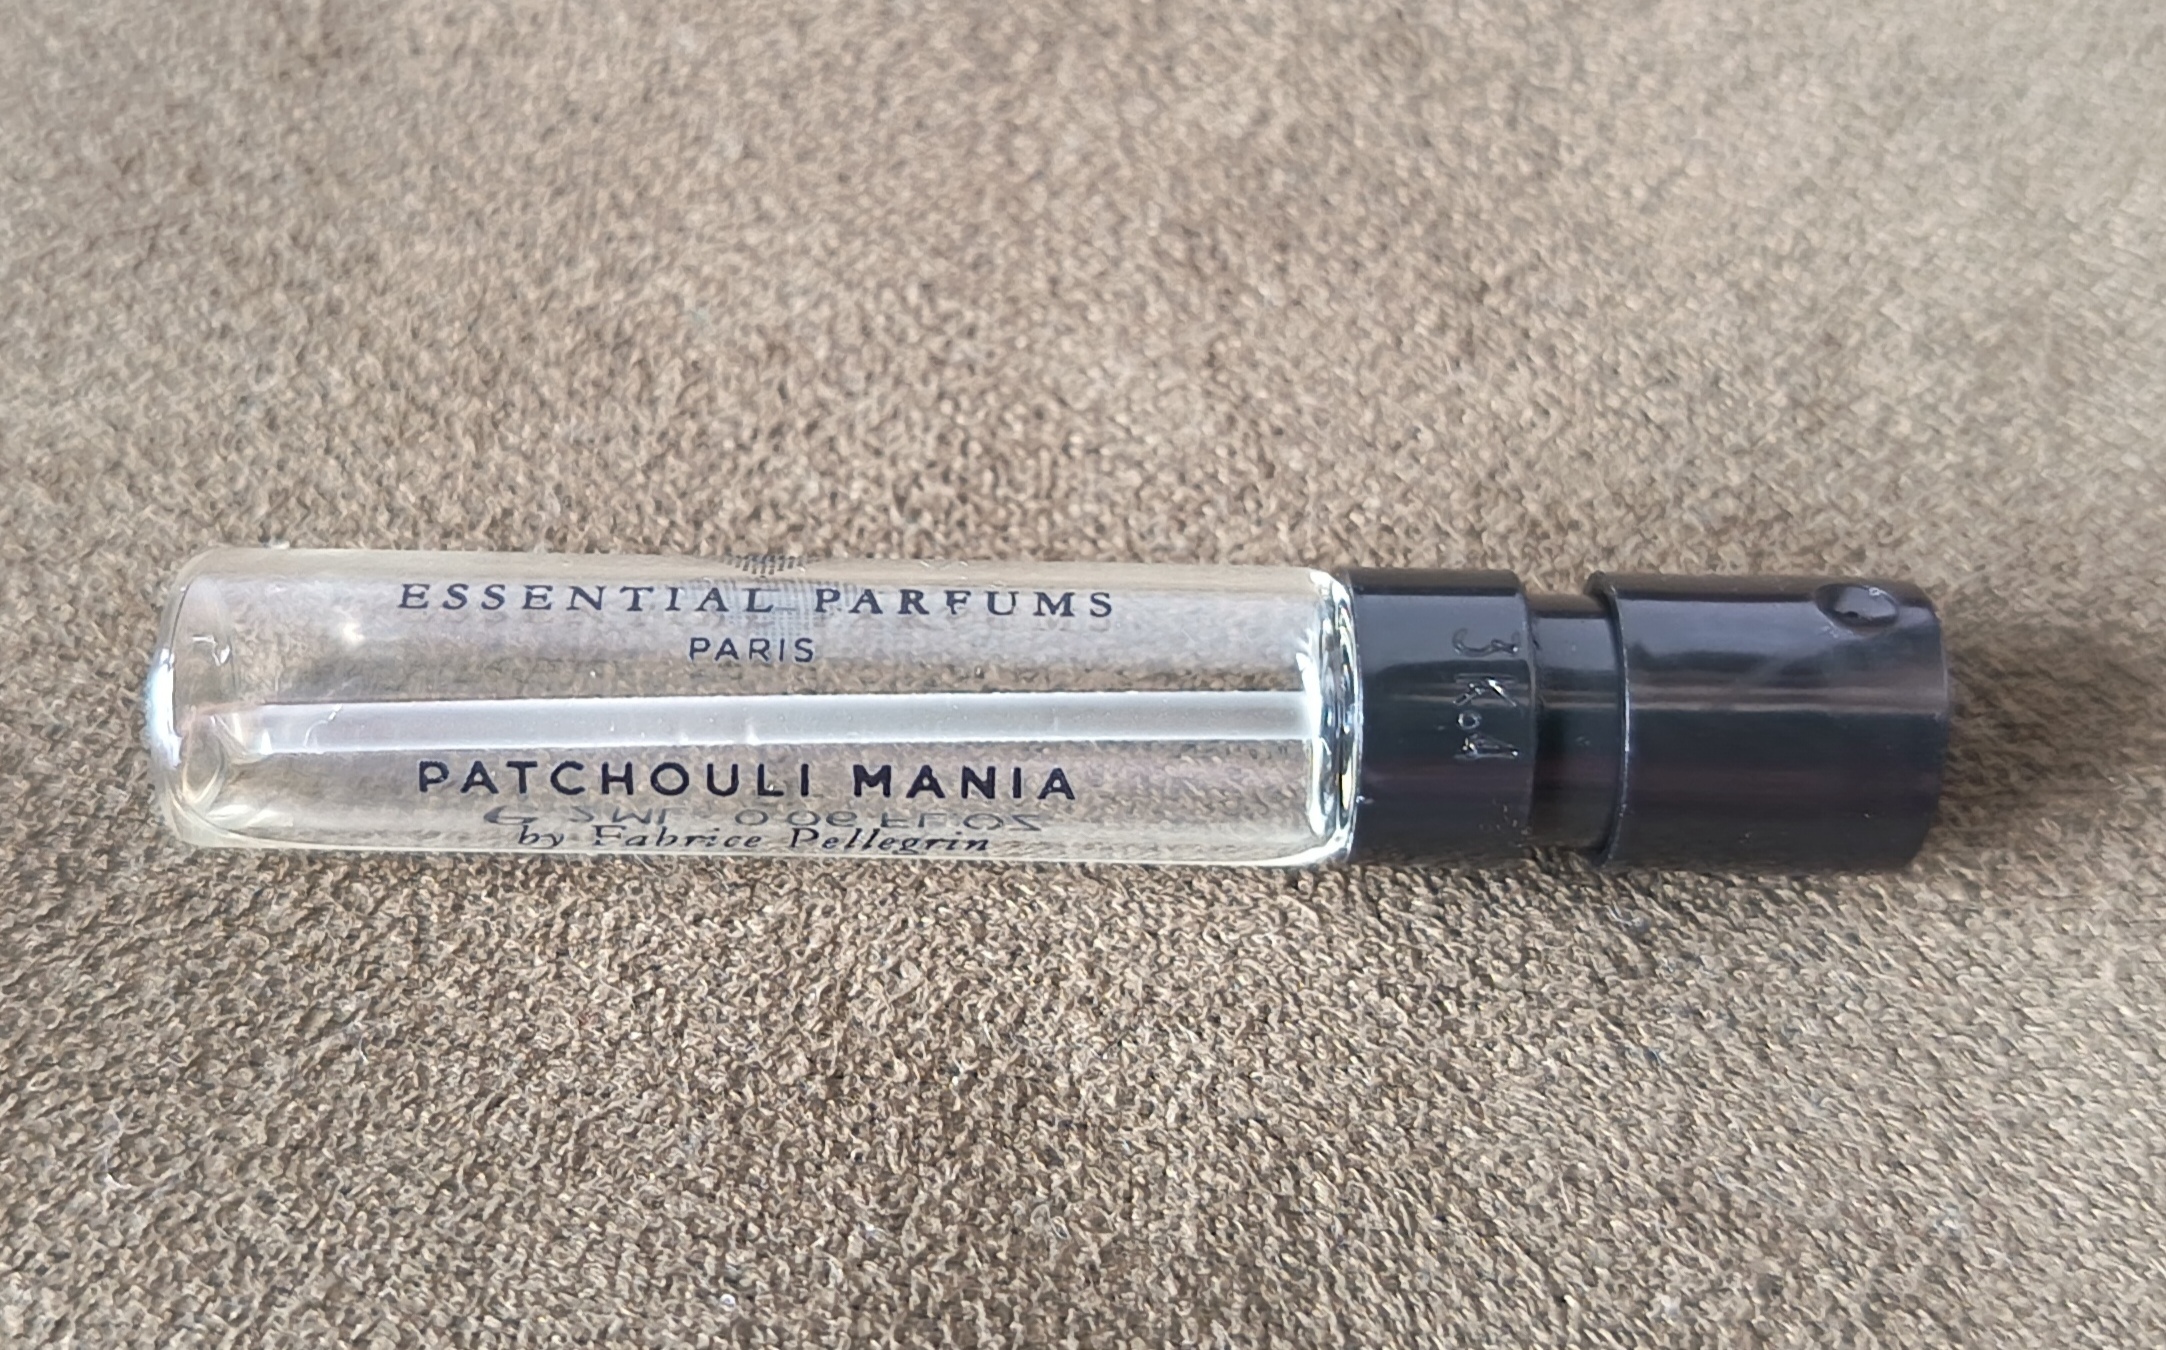 ESSENTIAL PARFUMS
PARIS
PATCHOULI MANIA
by Fabrice Pellegrin